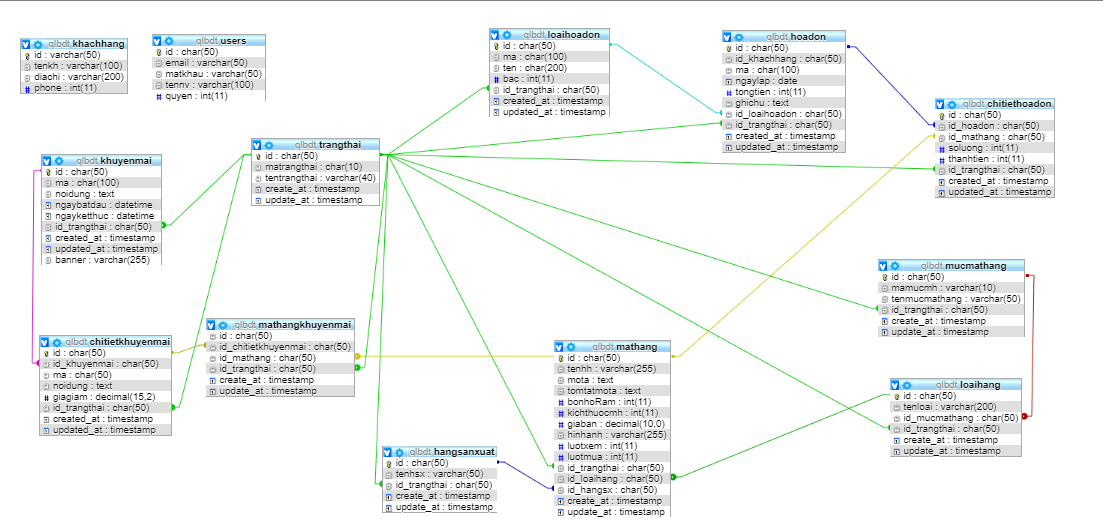 qlbdt khachhang
id : varchar(50)
tenkh : varchar(100)
diachi : varchar(200)
phone : int(11)
qlbdt users
id : char(50)
email : varchar(50)
matkhau : varchar(50)
tennv : varchar(100)
quyen : int(11)
qlbdt loaihoadon
id : char(50)
ma : char(100)
ten : char(200)
bac : int(11)
id_trangthai : char(50)
created_at : timestamp
updated_at : timestamp
qlbdt hoadon
id : char(50)
id_khachhang : char(50)
ma : char(100)
ngaylap : date
tongtien : int(11)
ghichu : text
id_loaihoadon : char(50)
id_trangthai : char(50)
created_at : timestamp
updated_at : timestamp
qlbdt chitiethoadon
id : char(50)
id_hoadon : char(50)
id_mathang : char(50)
soluong : int(11)
thanhtien : int(11)
id_trangthai : char(50)
created_at : timestamp
updated_at : timestamp
qlbdt trangthai
id : char(50)
matrangthai : char(10)
tentrangthai : varchar(40)
create_at : timestamp
update_at : timestamp
qlbdt khuyenmai
id : char(50)
ma : char(100)
noidung : text
ngaybatdau : datetime
ngayketthuc : datetime
id_trangthai : char(50)
created_at : timestamp
updated_at : timestamp
banner : varchar(255)
qlbdt mucmathang
id : char(50)
mamucmh : varchar(10)
tenmucmathang : varchar(50)
id_trangthai : char(50)
create_at : timestamp
update_at : timestamp
qlbdt chitietkhuyenmai
id : char(50)
id_khuyenmai : char(50)
ma : char(50)
noidung : text
giagiam : decimal(15,2)
id_trangthai : char(50)
created_at : timestamp
updated_at : timestamp
qlbdt mathangkhuyenmai
id : char(50)
id_chitietkhuyenmai : char(50)
id_mathang : char(50)
id_trangthai : char(50)
create_at : timestamp
update_at : timestamp
qlbdt mathang
id : char(50)
tenhh : varchar(255)
mota : text
tomtatmota : text
bonhoRam : int(11)
kichthuocmh : int(11)
giaban : decimal(10,0)
hinhanh : varchar(255)
luotxem : int(11)
luotmua : int(11)
id_trangthai : char(50)
id_loaihang : char(50)
id_hangsx : char(50)
create_at : timestamp
update_at : timestamp
qlbdt loaihang
id : char(50)
tenloai : varchar(200)
id_mucmathang : char(50)
id_trangthai : char(50)
create_at : timestamp
update_at : timestamp
qlbdt hangsanxuat
id : char(50)
tenhsx : varchar(50)
id_trangthai : char(50)
create_at : timestamp
update_at : timestamp